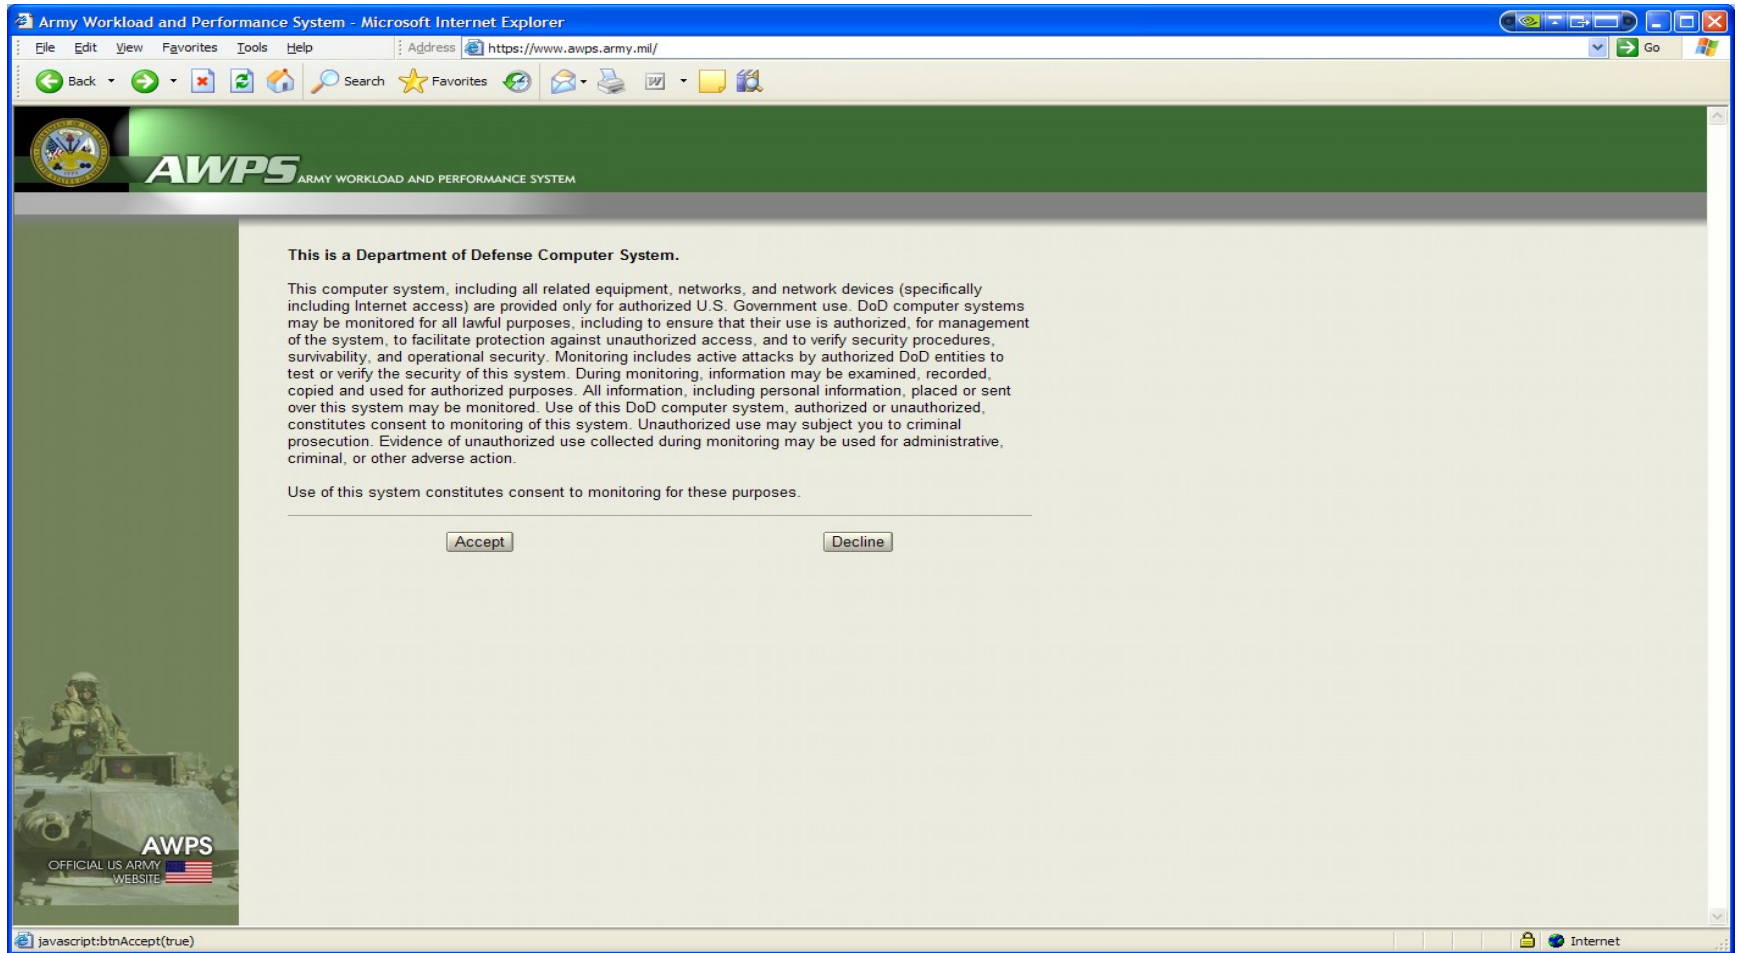 Army Workload and Performance System - Microsoft Internet Explorer
File Edit View Favorites Tools Help Address https://www.awps.army.mil/ Go
Back Search Favorites
AWPS ARMY WORKLOAD AND PERFORMANCE SYSTEM
This is a Department of Defense Computer System.
This computer system, including all related equipment, networks, and network devices (specifically
including Internet access) are provided only for authorized U.S. Government use. DoD computer systems
may be monitored for all lawful purposes, including to ensure that their use is authorized, for management
of the system, to facilitate protection against unauthorized access, and to verify security procedures,
survivability, and operational security. Monitoring includes active attacks by authorized DoD entities to
test or verify the security of this system. During monitoring, information may be examined, recorded,
copied and used for authorized purposes. All information, including personal information, placed or sent
over this system may be monitored. Use of this DoD computer system, authorized or unauthorized,
constitutes consent to monitoring of this system. Unauthorized use may subject you to criminal
prosecution. Evidence of unauthorized use collected during monitoring may be used for administrative,
criminal, or other adverse action.
Use of this system constitutes consent to monitoring for these purposes.
Accept Decline
AWPS
OFFICIAL US ARMY
WEBSITE
javascript:btnAccept(true) Internet